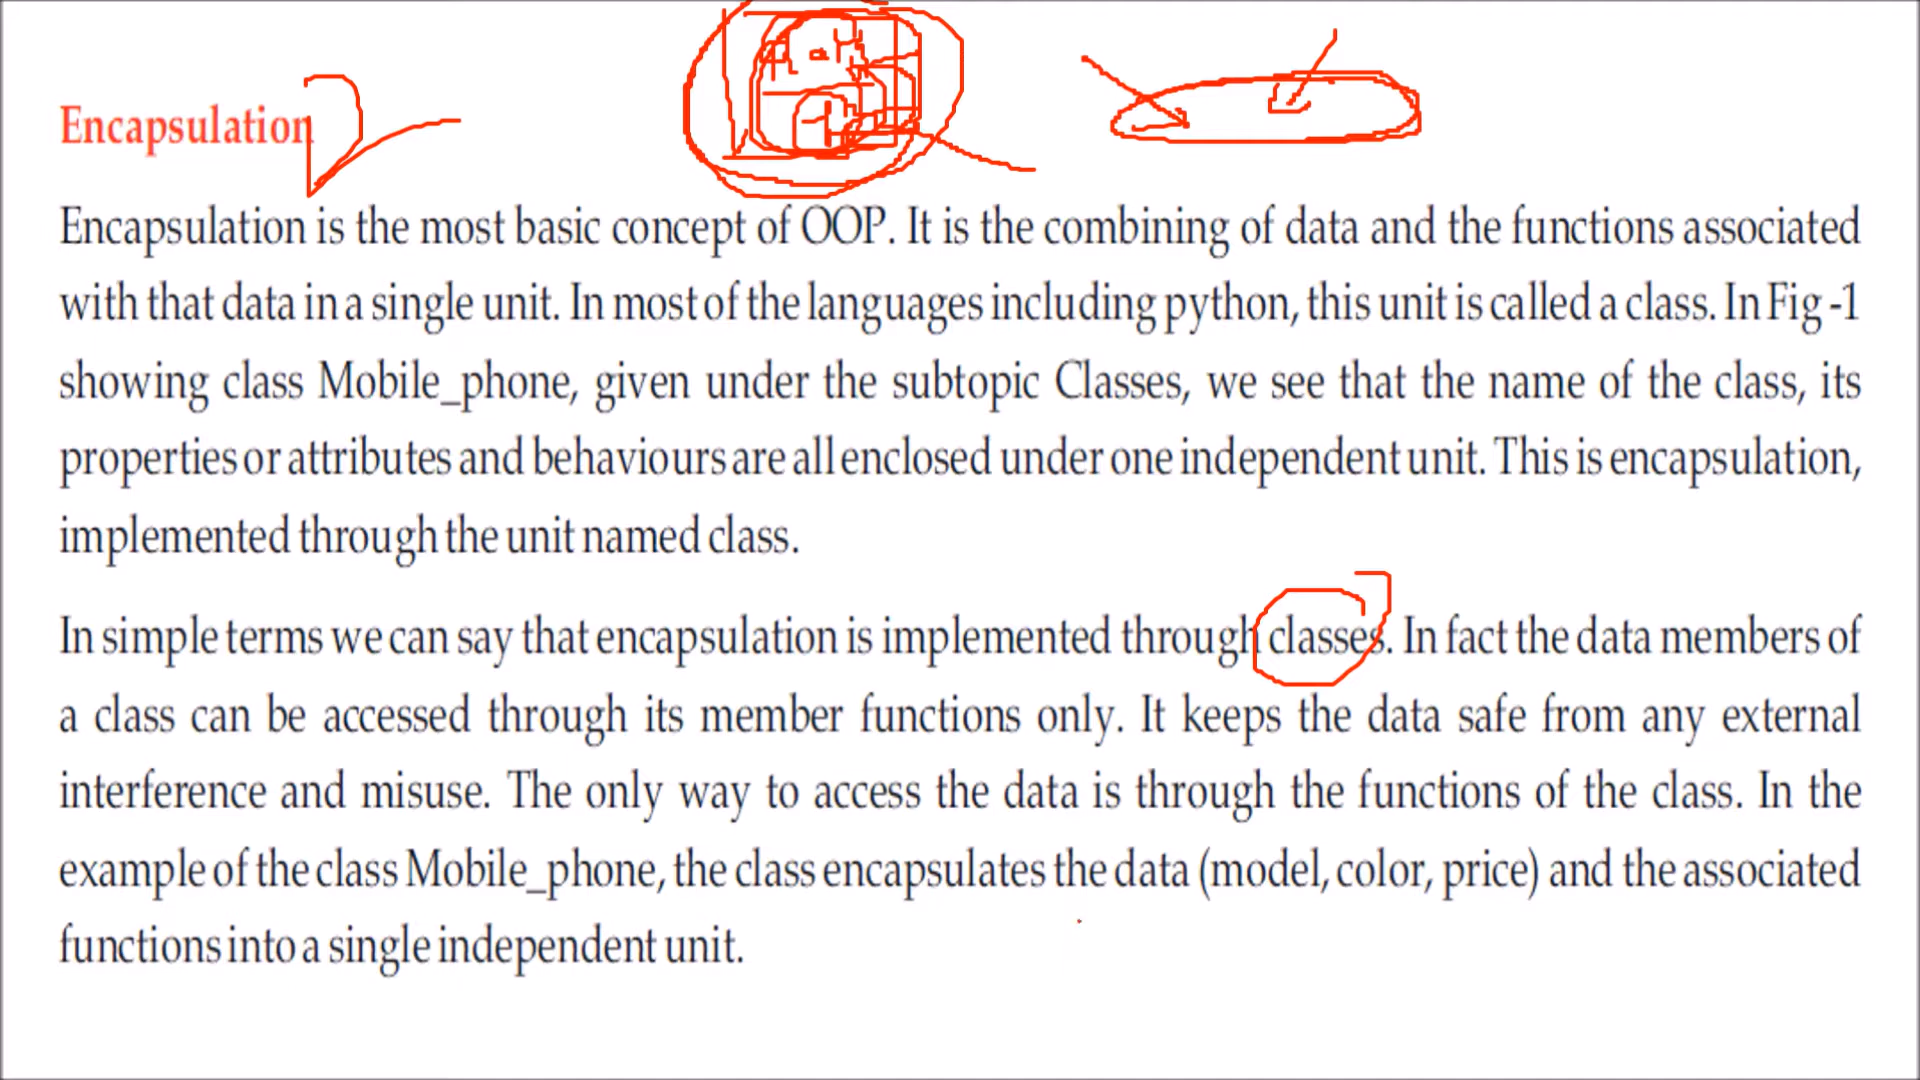 Encapsulation
Encapsulation is the most basic concept of OOP. It is the combining of data and the functions associated
with that data in a single unit. In most of the languages including python, this unit is called a class. In Fig -1
showing class Mobile_phone, given under the subtopic Classes, we see that the name of the class, its
properties or attributes and behaviours are all enclosed under one independent unit. This is encapsulation,
implemented through the unit named class.
In simple terms we can say that encapsulation is implemented through classes. In fact the data members of
a class can be accessed through its member functions only. It keeps the data safe from any external
interference and misuse. The only way to access the data is through the functions of the class. In the
example of the class Mobile_phone, the class encapsulates the data (model, color, price) and the associated
functions into a single independent unit.